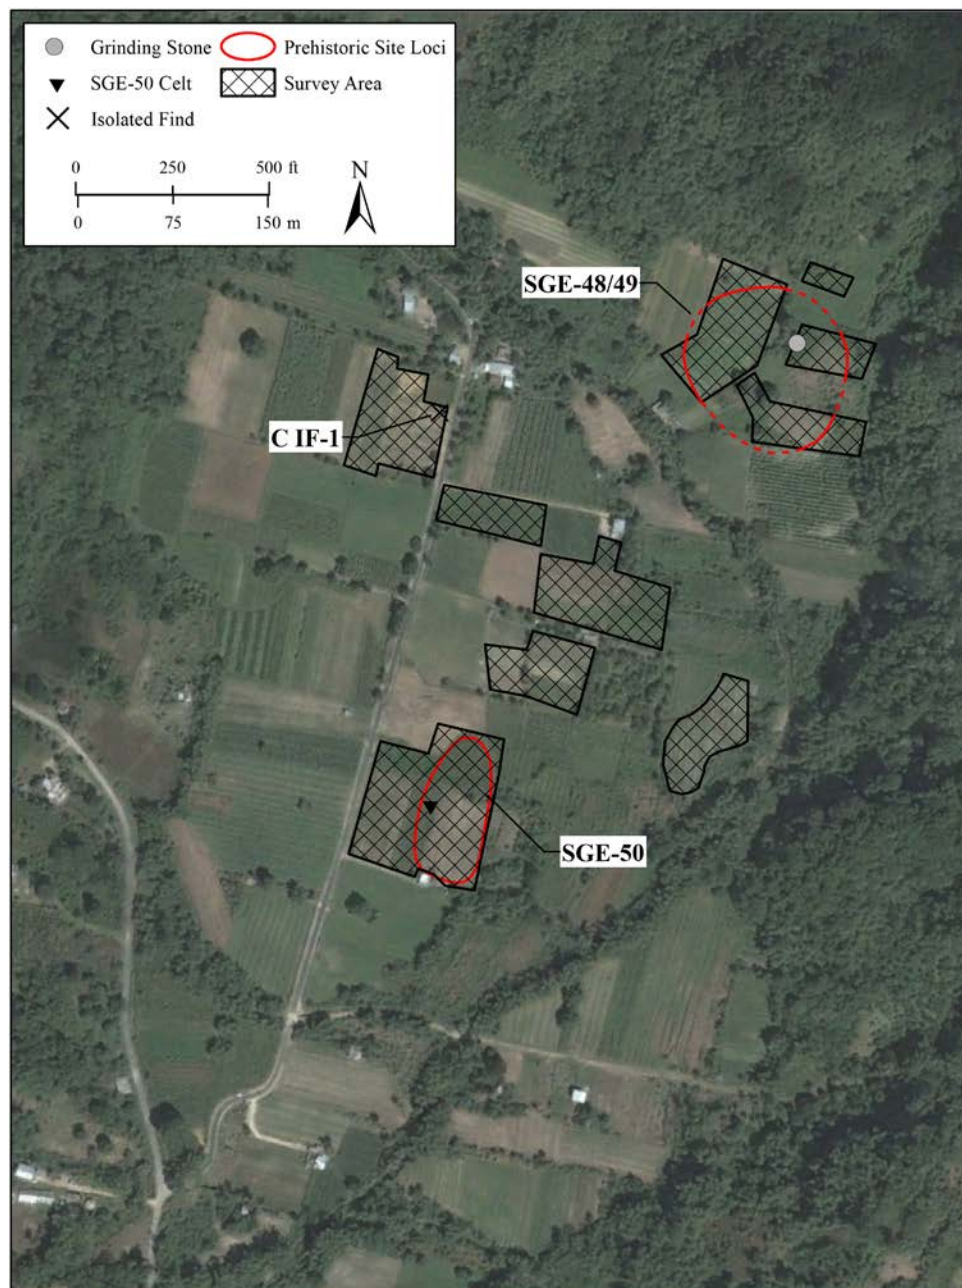 Grinding Stone Prehistoric Site Loci
SGE-50 Celt Survey Area
Isolated Find
0 250 500 ft
N
0 75 150 m
SGE-48/49
C IF-1
SGE-50